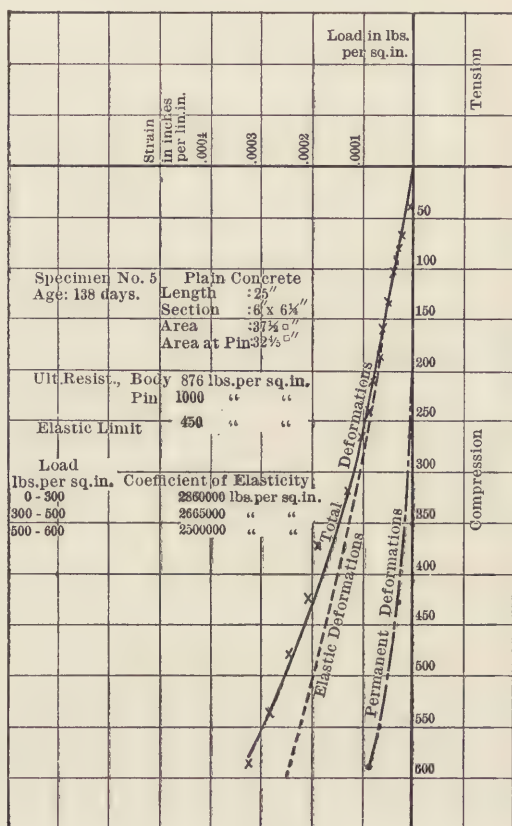 Load in lbs.
per sq.in.
Tension
Strain
in inches
per lin.in.
.0004
.0003
.0002
.0001
50
100
Specimen No. 5 Plain Concrete
Age: 138 days. Length :25"
Section :6" x 6¼"
Area :37½ □"
Area at Pin:32⅕ □"
150
200
Ult.Resist., Body 876 lbs.per sq.in.
Pin 1000 “ “
Elastic Limit 450 “ “
250
300
Load
lbs.per sq.in. Coefficient of Elasticity.
0 - 300 2860000 lbs.per sq.in.
300 - 500 2665000 “ “
500 - 600 2500000 “ “
350
400
450
500
550
600
Total Deformations
Elastic Deformations
Permanent Deformations
Compression